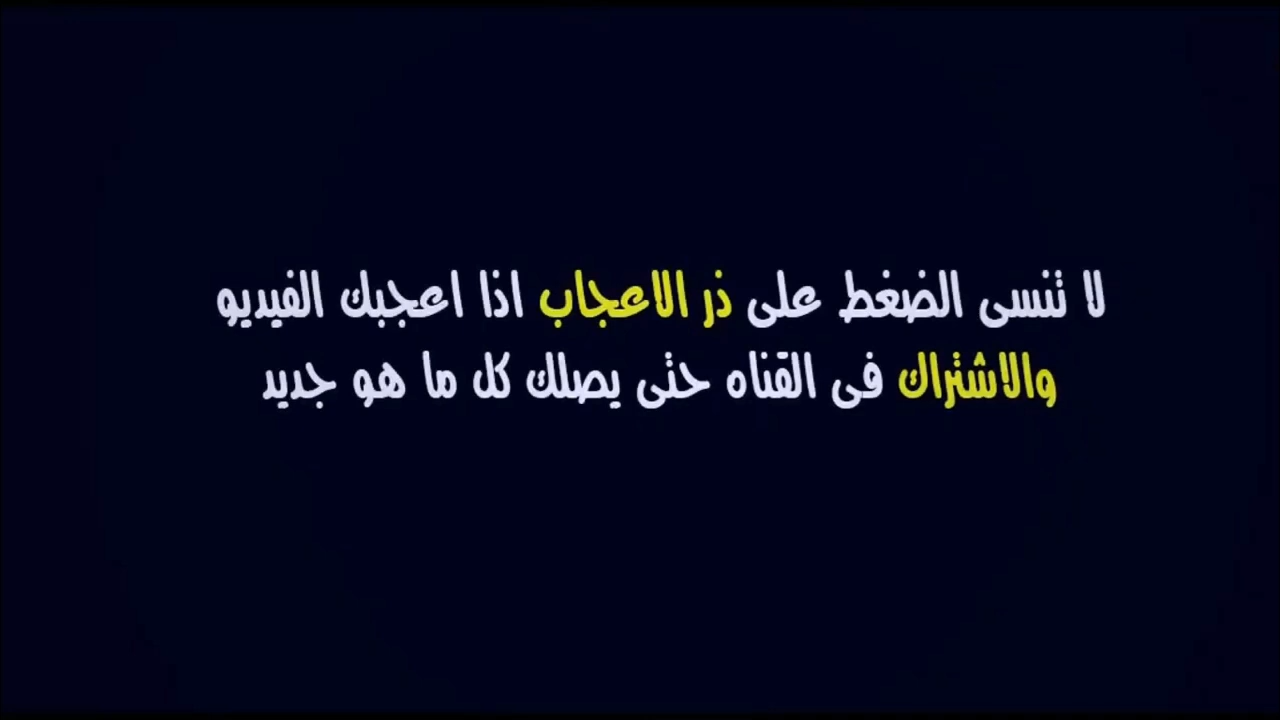 لا تنسى الضغط على ذر الاعجاب اذا اعجبك الفيديو
والاشتراك فى القناه حتى يصلك كل ما هو جديد